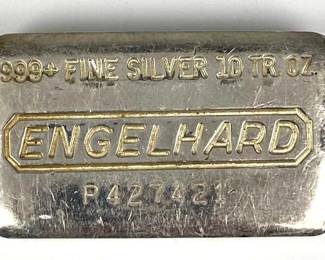 999+ FINE SILVER 10 TR. OZ.
ENGELHARD
P427421